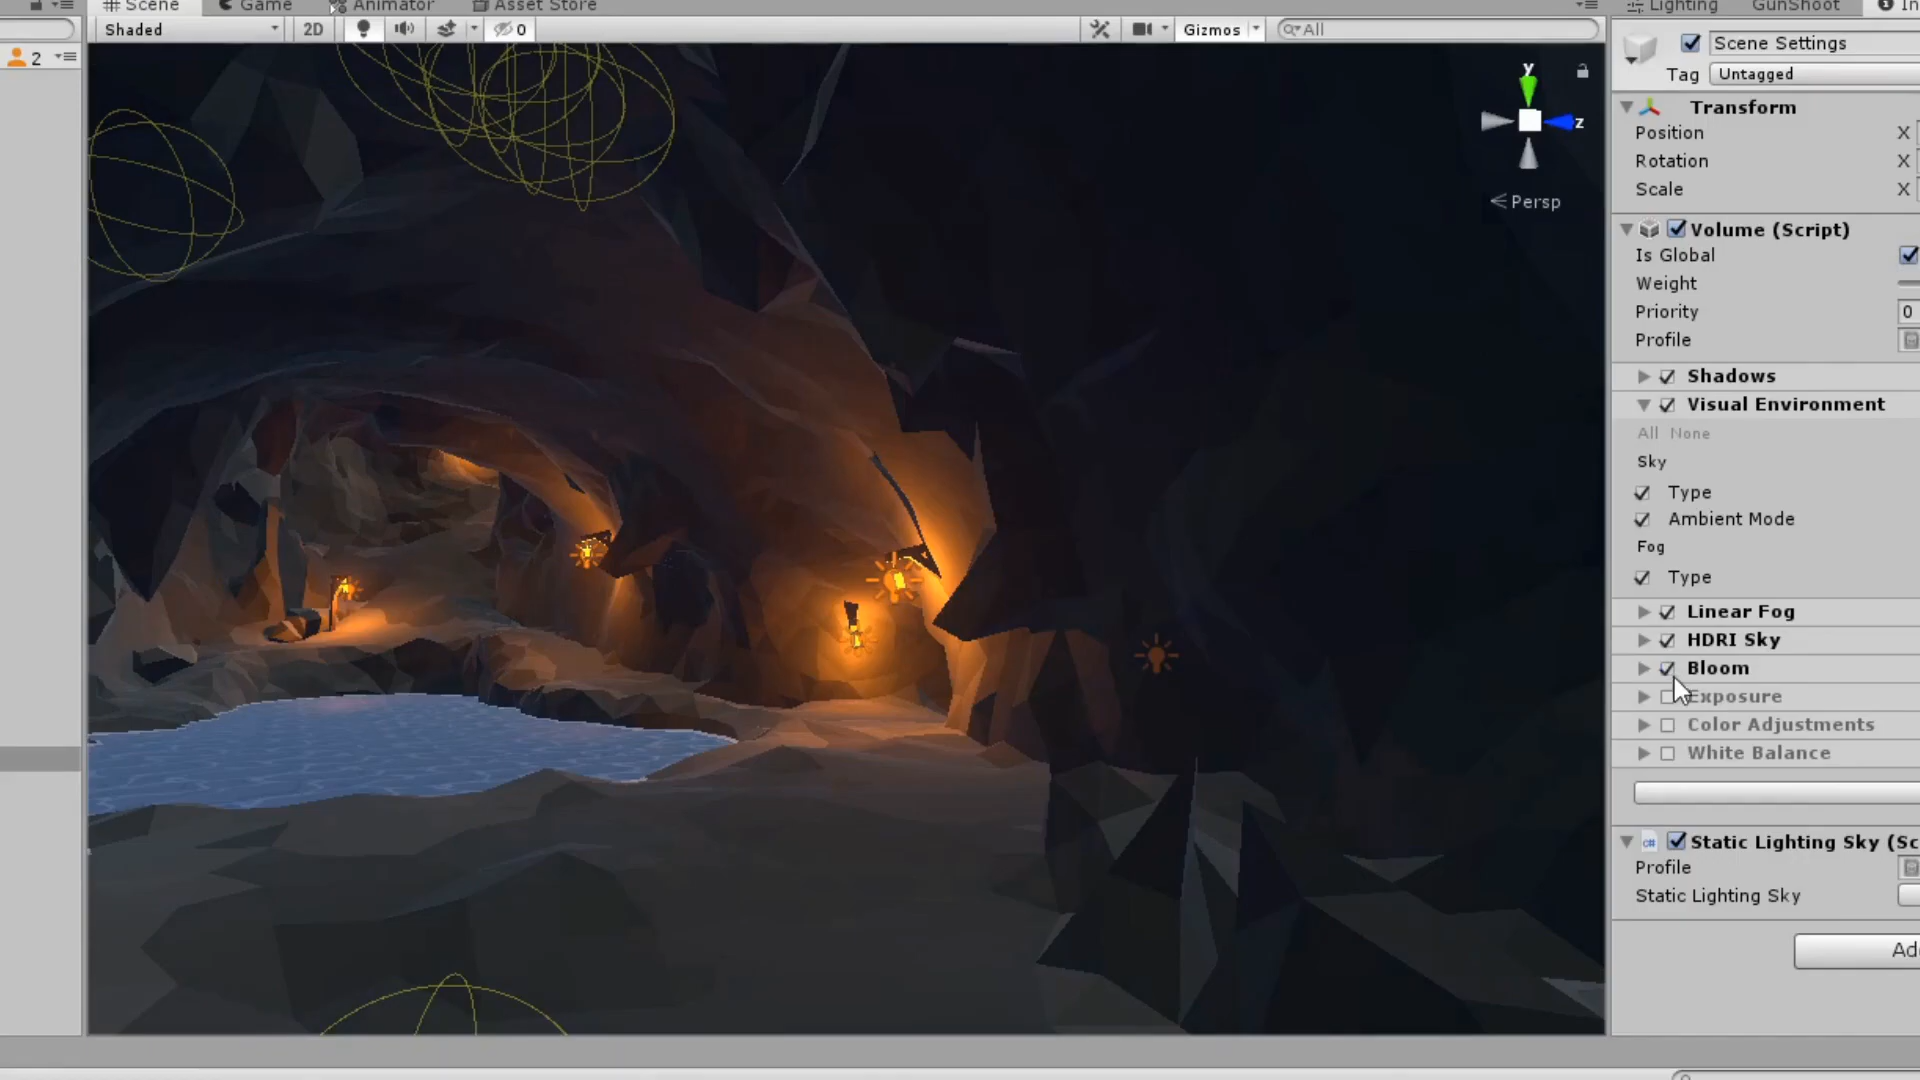 Scene Game Animator Asset Store Lighting GunShoot
Shaded 2D 0 Gizmos All
2
Scene Settings
Tag Untagged
y
z
Persp
Transform
Position X
Rotation X
Scale X
Volume (Script)
Is Global
Weight
Priority 0
Profile
Shadows
Visual Environment
All None
Sky
Type
Ambient Mode
Fog
Type
Linear Fog
HDRI Sky
Bloom
Exposure
Color Adjustments
White Balance
Static Lighting Sky (Sc
Profile
Static Lighting Sky
Ad